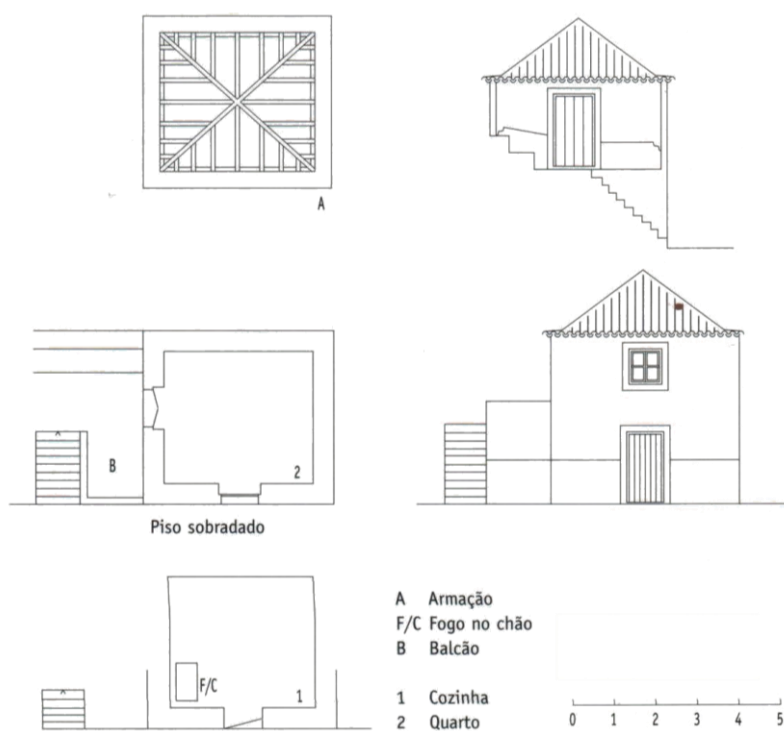 A
B
2
Piso sobradado
F/C
1
A Armação
F/C Fogo no chão
B Balcão
1 Cozinha
2 Quarto
0 1 2 3 4 5